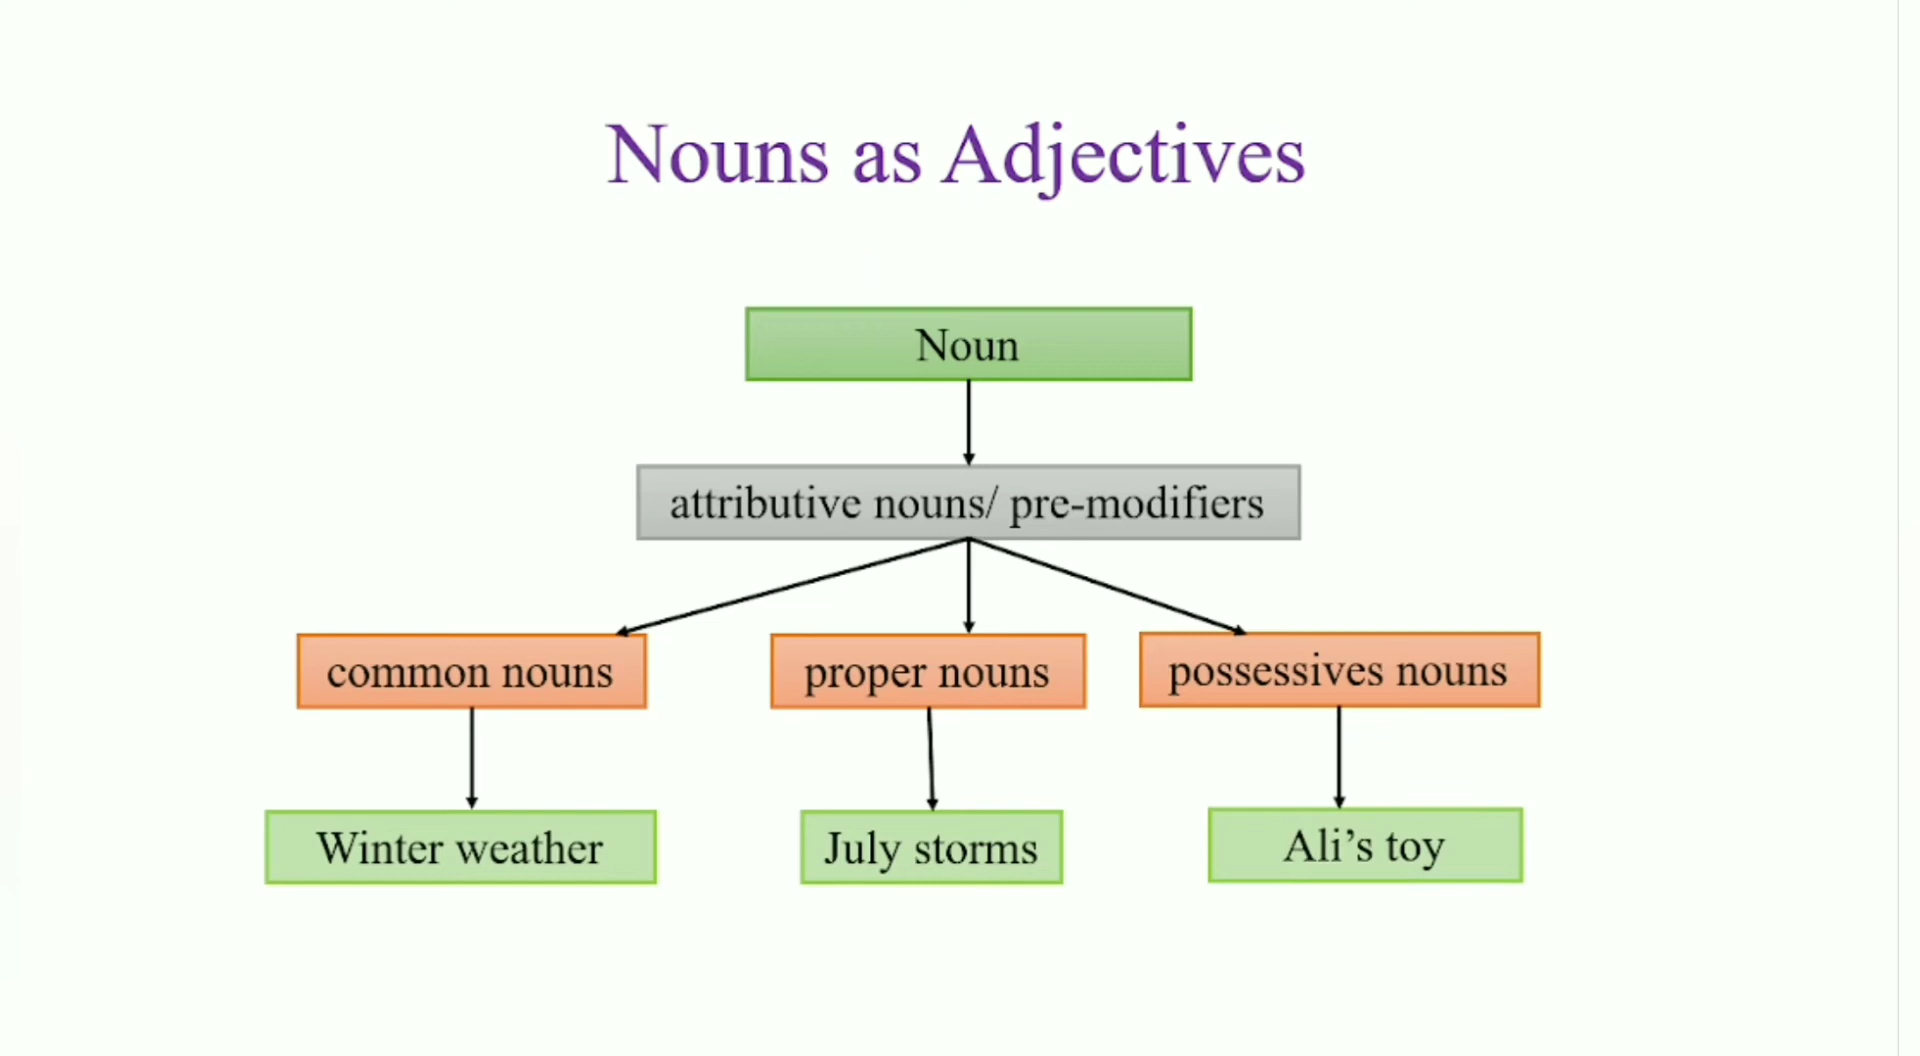 Nouns as Adjectives
Noun
attributive nouns/ pre-modifiers
common nouns
proper nouns
possessives nouns
Winter weather
July storms
Ali’s toy